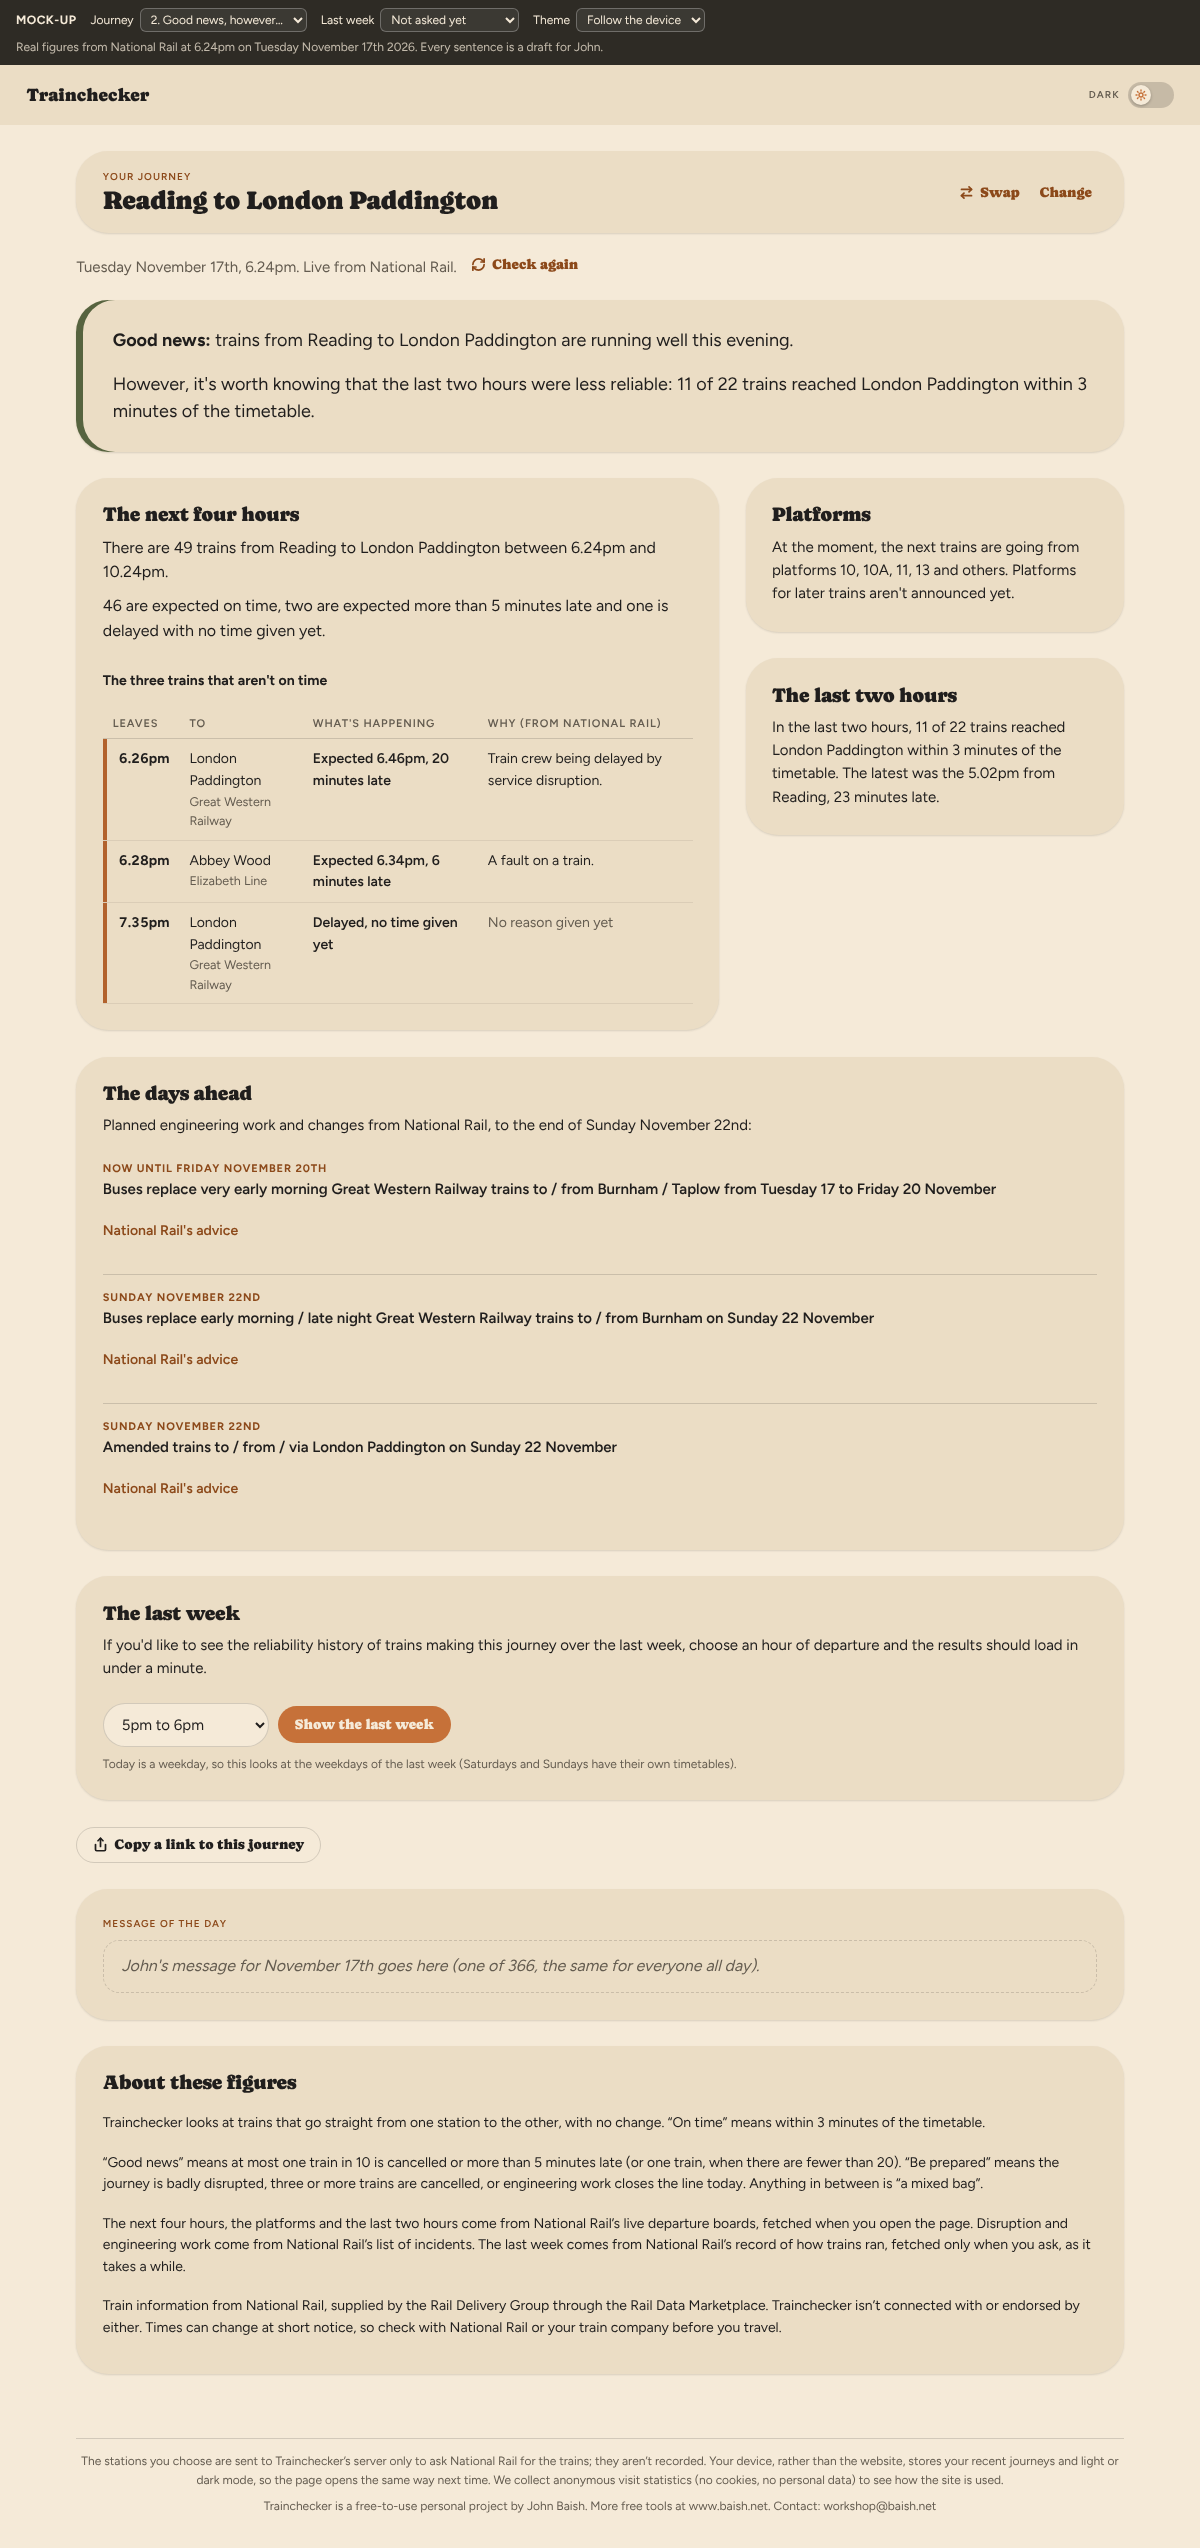 MOCK-UP Journey 2. Good news, however... Last week Not asked yet Theme Follow the device
Real figures from National Rail at 6.24pm on Tuesday November 17th 2026. Every sentence is a draft for John.
Trainchecker
DARK
YOUR JOURNEY
Reading to London Paddington
Swap Change
Tuesday November 17th, 6.24pm. Live from National Rail. Check again
Good news: trains from Reading to London Paddington are running well this evening.
However, it's worth knowing that the last two hours were less reliable: 11 of 22 trains reached London Paddington within 3
minutes of the timetable.
The next four hours
There are 49 trains from Reading to London Paddington between 6.24pm and
10.24pm.
46 are expected on time, two are expected more than 5 minutes late and one is
delayed with no time given yet.
The three trains that aren't on time
LEAVES TO WHAT'S HAPPENING WHY (FROM NATIONAL RAIL)
6.26pm London Expected 6.46pm, 20 Train crew being delayed by
Paddington minutes late service disruption.
Great Western
Railway
6.28pm Abbey Wood Expected 6.34pm, 6 A fault on a train.
Elizabeth Line minutes late
7.35pm London Delayed, no time given No reason given yet
Paddington yet
Great Western
Railway
Platforms
At the moment, the next trains are going from
platforms 10, 10A, 11, 13 and others. Platforms
for later trains aren't announced yet.
The last two hours
In the last two hours, 11 of 22 trains reached
London Paddington within 3 minutes of the
timetable. The latest was the 5.02pm from
Reading, 23 minutes late.
The days ahead
Planned engineering work and changes from National Rail, to the end of Sunday November 22nd:
NOW UNTIL FRIDAY NOVEMBER 20TH
Buses replace very early morning Great Western Railway trains to / from Burnham / Taplow from Tuesday 17 to Friday 20 November
National Rail's advice
SUNDAY NOVEMBER 22ND
Buses replace early morning / late night Great Western Railway trains to / from Burnham on Sunday 22 November
National Rail's advice
SUNDAY NOVEMBER 22ND
Amended trains to / from / via London Paddington on Sunday 22 November
National Rail's advice
The last week
If you'd like to see the reliability history of trains making this journey over the last week, choose an hour of departure and the results should load in
under a minute.
5pm to 6pm Show the last week
Today is a weekday, so this looks at the weekdays of the last week (Saturdays and Sundays have their own timetables).
Copy a link to this journey
MESSAGE OF THE DAY
John's message for November 17th goes here (one of 366, the same for everyone all day).
About these figures
Trainchecker looks at trains that go straight from one station to the other, with no change. “On time” means within 3 minutes of the timetable.
“Good news” means at most one train in 10 is cancelled or more than 5 minutes late (or one train, when there are fewer than 20). “Be prepared” means the
journey is badly disrupted, three or more trains are cancelled, or engineering work closes the line today. Anything in between is “a mixed bag”.
The next four hours, the platforms and the last two hours come from National Rail’s live departure boards, fetched when you open the page. Disruption and
engineering work come from National Rail’s list of incidents. The last week comes from National Rail’s record of how trains ran, fetched only when you ask, as it
takes a while.
Train information from National Rail, supplied by the Rail Delivery Group through the Rail Data Marketplace. Trainchecker isn’t connected with or endorsed by
either. Times can change at short notice, so check with National Rail or your train company before you travel.
The stations you choose are sent to Trainchecker’s server only to ask National Rail for the trains; they aren’t recorded. Your device, rather than the website, stores your recent journeys and light or
dark mode, so the page opens the same way next time. We collect anonymous visit statistics (no cookies, no personal data) to see how the site is used.
Trainchecker is a free-to-use personal project by John Baish. More free tools at www.baish.net. Contact: workshop@baish.net